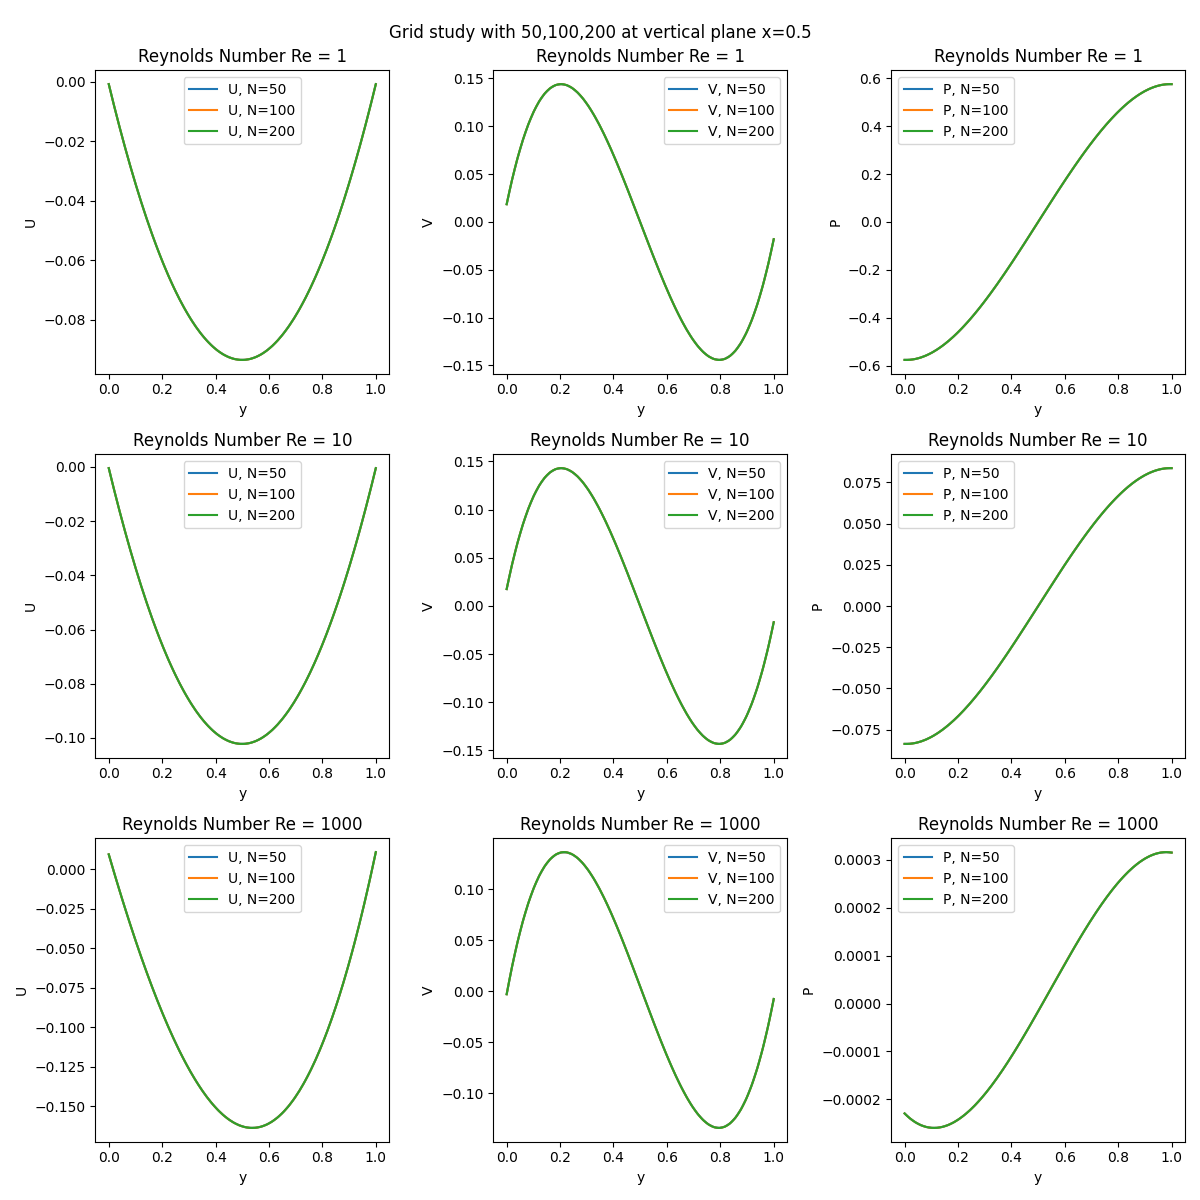 Grid study with 50,100,200 at vertical plane x=0.5
Reynolds Number Re = 1
0.00
−0.02
−0.04
−0.06
−0.08
U
U, N=50
U, N=100
U, N=200
0.0 0.2 0.4 0.6 0.8 1.0
y
Reynolds Number Re = 1
0.15
0.10
0.05
0.00
−0.05
−0.10
−0.15
V
V, N=50
V, N=100
V, N=200
0.0 0.2 0.4 0.6 0.8 1.0
y
Reynolds Number Re = 1
0.6
0.4
0.2
0.0
−0.2
−0.4
−0.6
P
P, N=50
P, N=100
P, N=200
0.0 0.2 0.4 0.6 0.8 1.0
y
Reynolds Number Re = 10
0.00
−0.02
−0.04
−0.06
−0.08
−0.10
U
U, N=50
U, N=100
U, N=200
0.0 0.2 0.4 0.6 0.8 1.0
y
Reynolds Number Re = 10
0.15
0.10
0.05
0.00
−0.05
−0.10
−0.15
V
V, N=50
V, N=100
V, N=200
0.0 0.2 0.4 0.6 0.8 1.0
y
Reynolds Number Re = 10
0.075
0.050
0.025
0.000
−0.025
−0.050
−0.075
P
P, N=50
P, N=100
P, N=200
0.0 0.2 0.4 0.6 0.8 1.0
y
Reynolds Number Re = 1000
0.000
−0.025
−0.050
−0.075
−0.100
−0.125
−0.150
U
U, N=50
U, N=100
U, N=200
0.0 0.2 0.4 0.6 0.8 1.0
y
Reynolds Number Re = 1000
0.10
0.05
0.00
−0.05
−0.10
V
V, N=50
V, N=100
V, N=200
0.0 0.2 0.4 0.6 0.8 1.0
y
Reynolds Number Re = 1000
0.0003
0.0002
0.0001
0.0000
−0.0001
−0.0002
P
P, N=50
P, N=100
P, N=200
0.0 0.2 0.4 0.6 0.8 1.0
y